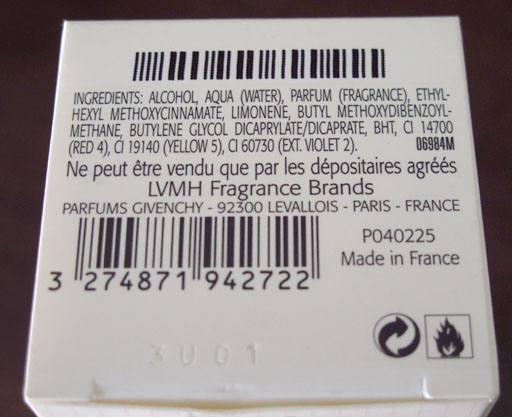 INGREDIENTS: ALCOHOL, AQUA (WATER), PARFUM (FRAGRANCE), ETHYL-
HEXYL METHOXYCINNAMATE, LIMONENE, BUTYL METHOXYDIBENZOYL-
METHANE, BUTYLENE GLYCOL DICAPRYLATE/DICAPRATE, BHT, CI 14700
(RED 4), CI 19140 (YELLOW 5), CI 60730 (EXT. VIOLET 2). 06984M
Ne peut être vendu que par les dépositaires agréés
LVMH Fragrance Brands
PARFUMS GIVENCHY - 92300 LEVALLOIS - PARIS - FRANCE
P040225
Made in France
3 274871 942722
3U01